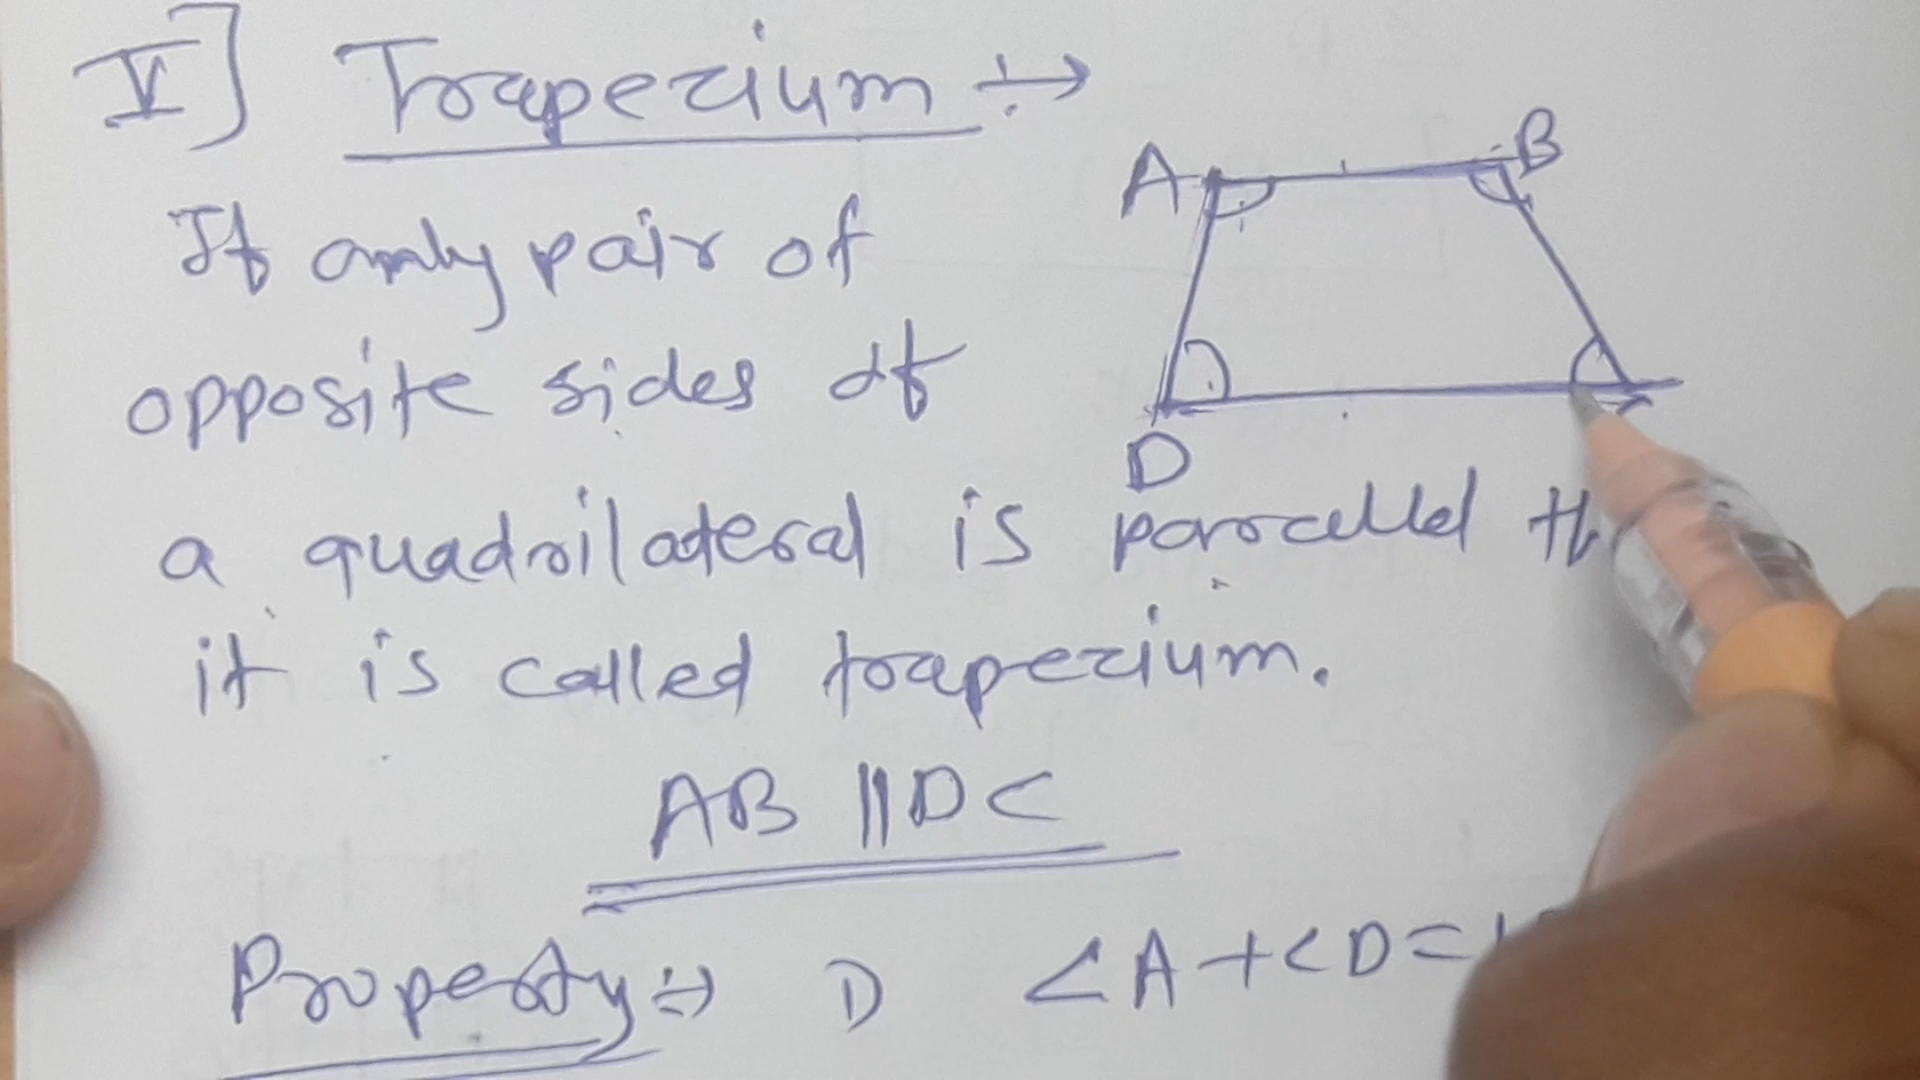 V] Trapezium :→
A
B
If only pair of
opposite sides of
D
a quadrilateral is parallel th
it is called trapezium.
AB || DC
Property :→ 1) <A + <D = 1